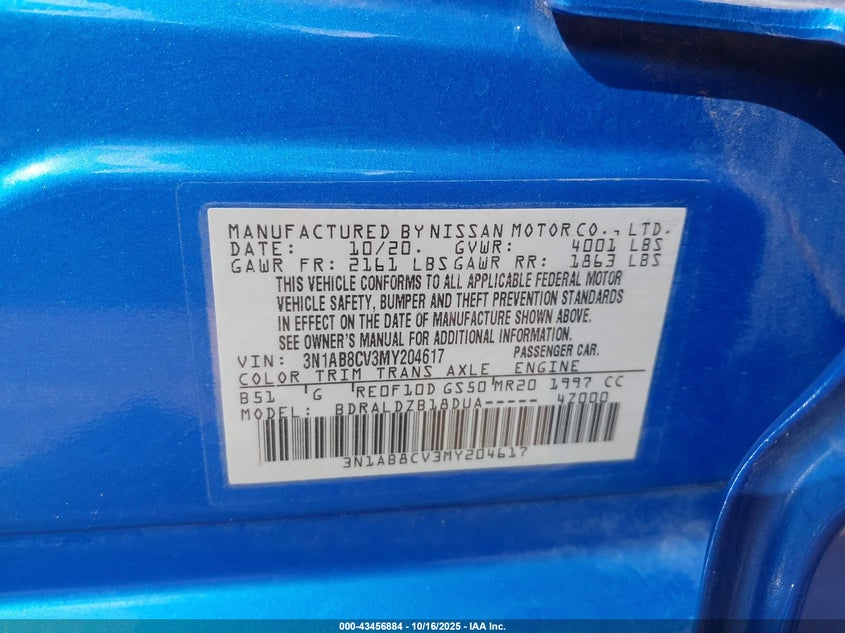 MANUFACTURED BY NISSAN MOTOR CO., LTD.
DATE: 10/20. GVWR: 4001 LBS
GAWR FR: 2161 LBS GAWR RR: 1863 LBS
THIS VEHICLE CONFORMS TO ALL APPLICABLE FEDERAL MOTOR
VEHICLE SAFETY, BUMPER AND THEFT PREVENTION STANDARDS
IN EFFECT ON THE DATE OF MANUFACTURE SHOWN ABOVE.
SEE OWNER'S MANUAL FOR ADDITIONAL INFORMATION.
VIN: 3N1AB8CV3MY204617 PASSENGER CAR.
COLOR TRIM TRANS AXLE ENGINE
B51 G RE0F10D GS50 MR20 1997 CC
MODEL: BDRALDZB18DUA----- 4Z000
3N1AB8CV3MY204617
000-43456884 - 10/16/2025 - IAA Inc.